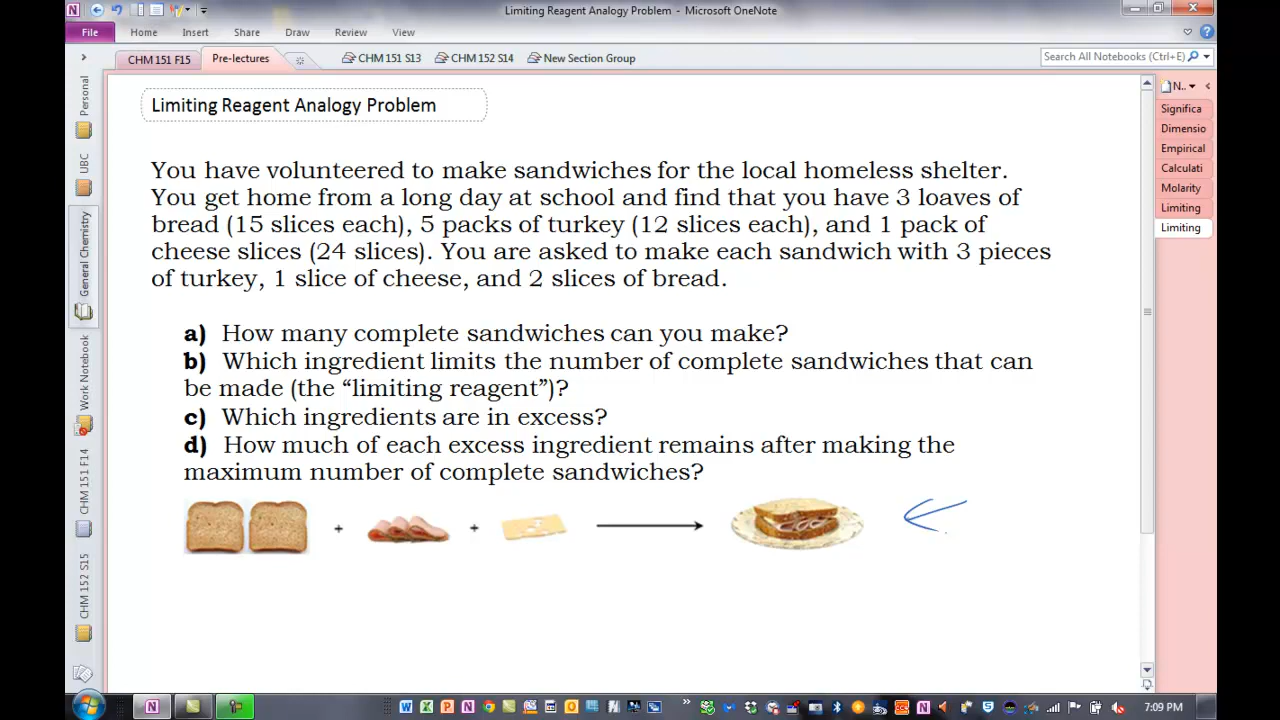 Limiting Reagent Analogy Problem - Microsoft OneNote
File Home Insert Share Draw Review View
CHM 151 F15 Pre-lectures CHM 151 S13 CHM 152 S14 New Section Group Search All Notebooks (Ctrl+E)
Limiting Reagent Analogy Problem
You have volunteered to make sandwiches for the local homeless shelter.
You get home from a long day at school and find that you have 3 loaves of
bread (15 slices each), 5 packs of turkey (12 slices each), and 1 pack of
cheese slices (24 slices). You are asked to make each sandwich with 3 pieces
of turkey, 1 slice of cheese, and 2 slices of bread.
a) How many complete sandwiches can you make?
b) Which ingredient limits the number of complete sandwiches that can
be made (the “limiting reagent”)?
c) Which ingredients are in excess?
d) How much of each excess ingredient remains after making the
maximum number of complete sandwiches?
+ +
Personal
UBC
General Chemistry
Work Notebook
CHM 151 F14
CHM 152 S15
N..
Significa
Dimensio
Empirical
Calculati
Molarity
Limiting
Limiting
7:09 PM